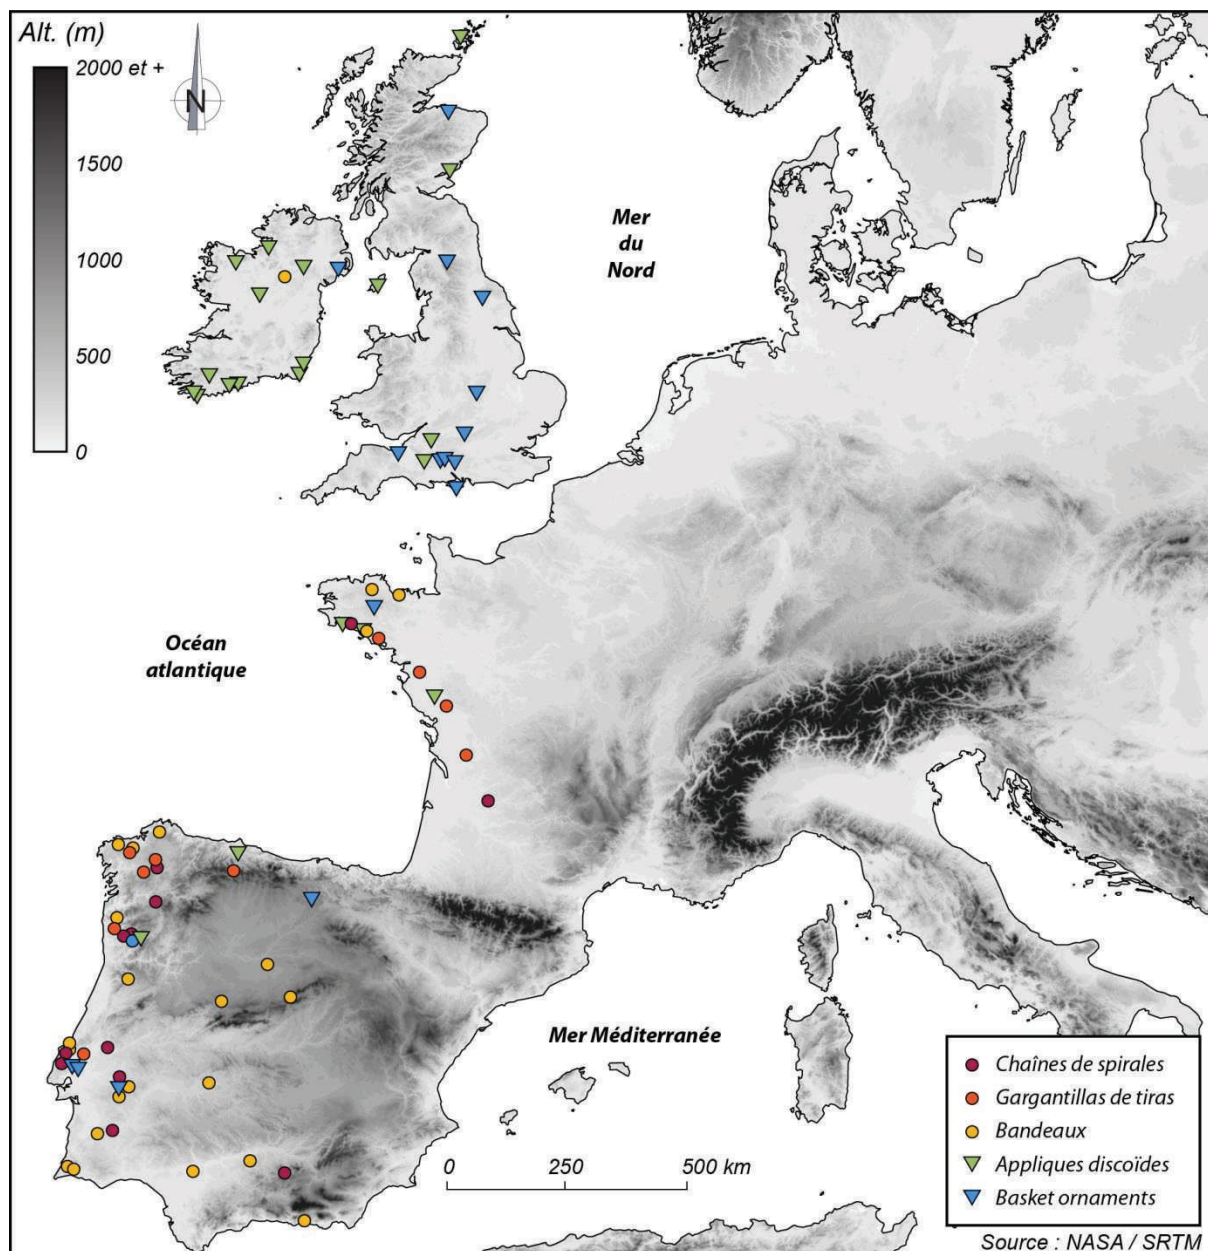 Alt. (m)
2000 et +
1500
1000
500
0
N
Mer
du
Nord
Océan
atlantique
Mer Méditerranée
0 250 500 km
Chaînes de spirales
Gargantillas de tiras
Bandeaux
Appliques discoïdes
Basket ornaments
Source : NASA / SRTM